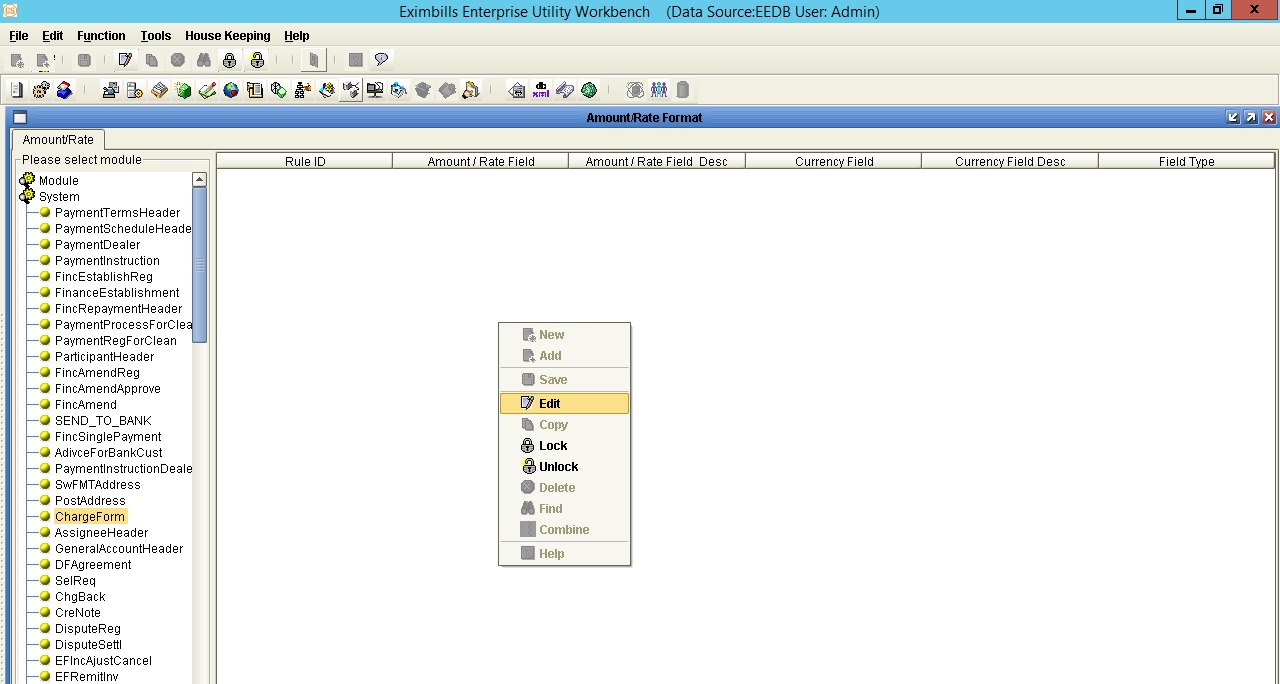 Eximbills Enterprise Utility Workbench (Data Source:EEDB User: Admin)
File Edit Function Tools House Keeping Help
Amount/Rate Format
Amount/Rate
Please select module
Rule ID Amount / Rate Field Amount / Rate Field Desc Currency Field Currency Field Desc Field Type
Module
System
PaymentTermsHeader
PaymentScheduleHeade
PaymentDealer
PaymentInstruction
FincEstablishReg
FinanceEstablishment
FincRepaymentHeader
PaymentProcessForClea
PaymentRegForClean
ParticipantHeader
FincAmendReg
FincAmendApprove
FincAmend
SEND_TO_BANK
FincSinglePayment
AdivceForBankCust
PaymentInstructionDeale
SwFMTAddress
PostAddress
ChargeForm
AssigneeHeader
GeneralAccountHeader
DFAgreement
SelReq
ChgBack
CreNote
DisputeReg
DisputeSettl
EFIncAjustCancel
EFRemitInv
New
Add
Save
Edit
Copy
Lock
Unlock
Delete
Find
Combine
Help